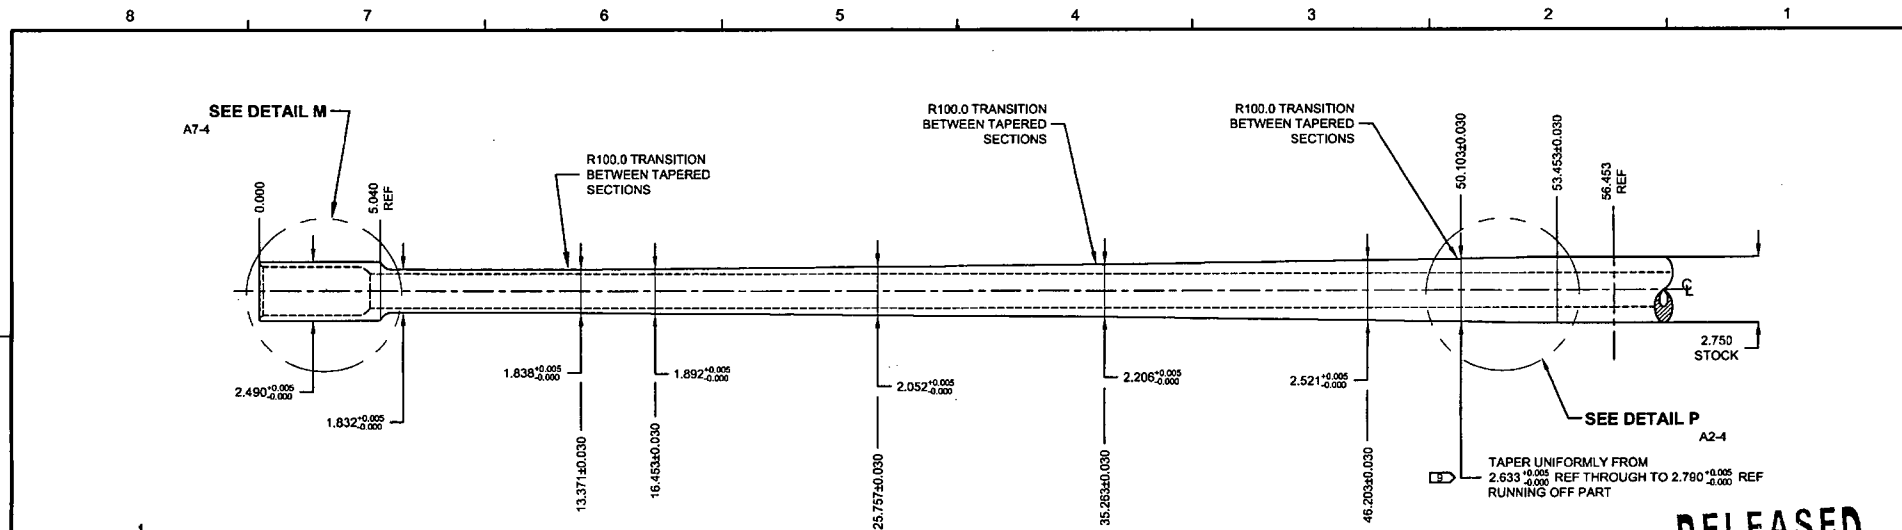 8 7 6 5 4 3 2 1
SEE DETAIL M
A7-4
R100.0 TRANSITION
BETWEEN TAPERED
SECTIONS
R100.0 TRANSITION
BETWEEN TAPERED
SECTIONS
R100.0 TRANSITION
BETWEEN TAPERED
SECTIONS
0.000
5.040
REF
50.103±0.030
53.453±0.030
56.453
REF
℄
2.750
STOCK
2.490 +0.005 -0.000
1.832 +0.005 -0.000
1.838 +0.005 -0.000
1.892 +0.005 -0.000
2.052 +0.005 -0.000
2.206 +0.005 -0.000
2.521 +0.005 -0.000
13.371±0.030
16.453±0.030
25.757±0.030
35.263±0.030
46.203±0.030
SEE DETAIL P
A2-4
TAPER UNIFORMLY FROM
2.633 +0.005 -0.000 REF THROUGH TO 2.790 +0.005 -0.000 REF
RUNNING OFF PART
RELEASED